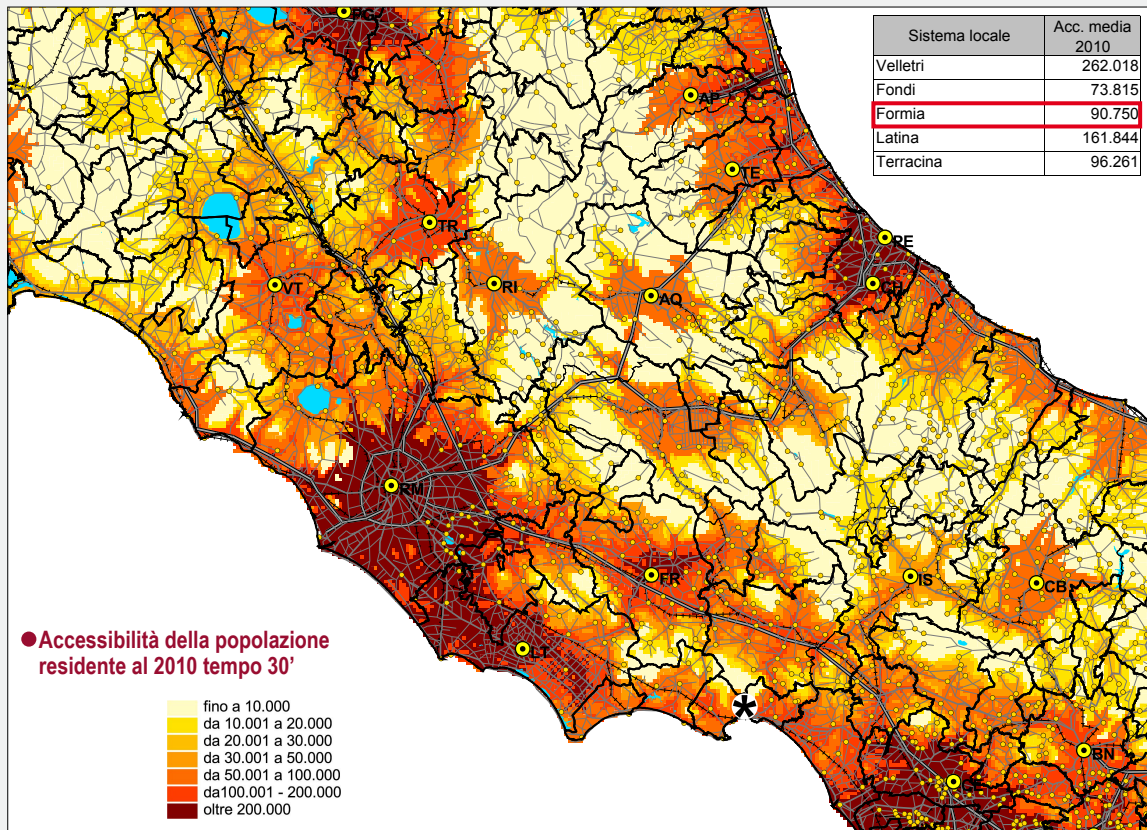 Sistema locale
Acc. media
2010
Velletri 262.018
Fondi 73.815
Formia 90.750
Latina 161.844
Terracina 96.261
AP
TE
TR
PE
VT
RI
AQ
CH
RM
FR
IS
CB
LT
BN
●Accessibilità della popolazione
residente al 2010 tempo 30’
fino a 10.000
da 10.001 a 20.000
da 20.001 a 30.000
da 30.001 a 50.000
da 50.001 a 100.000
da100.001 - 200.000
oltre 200.000